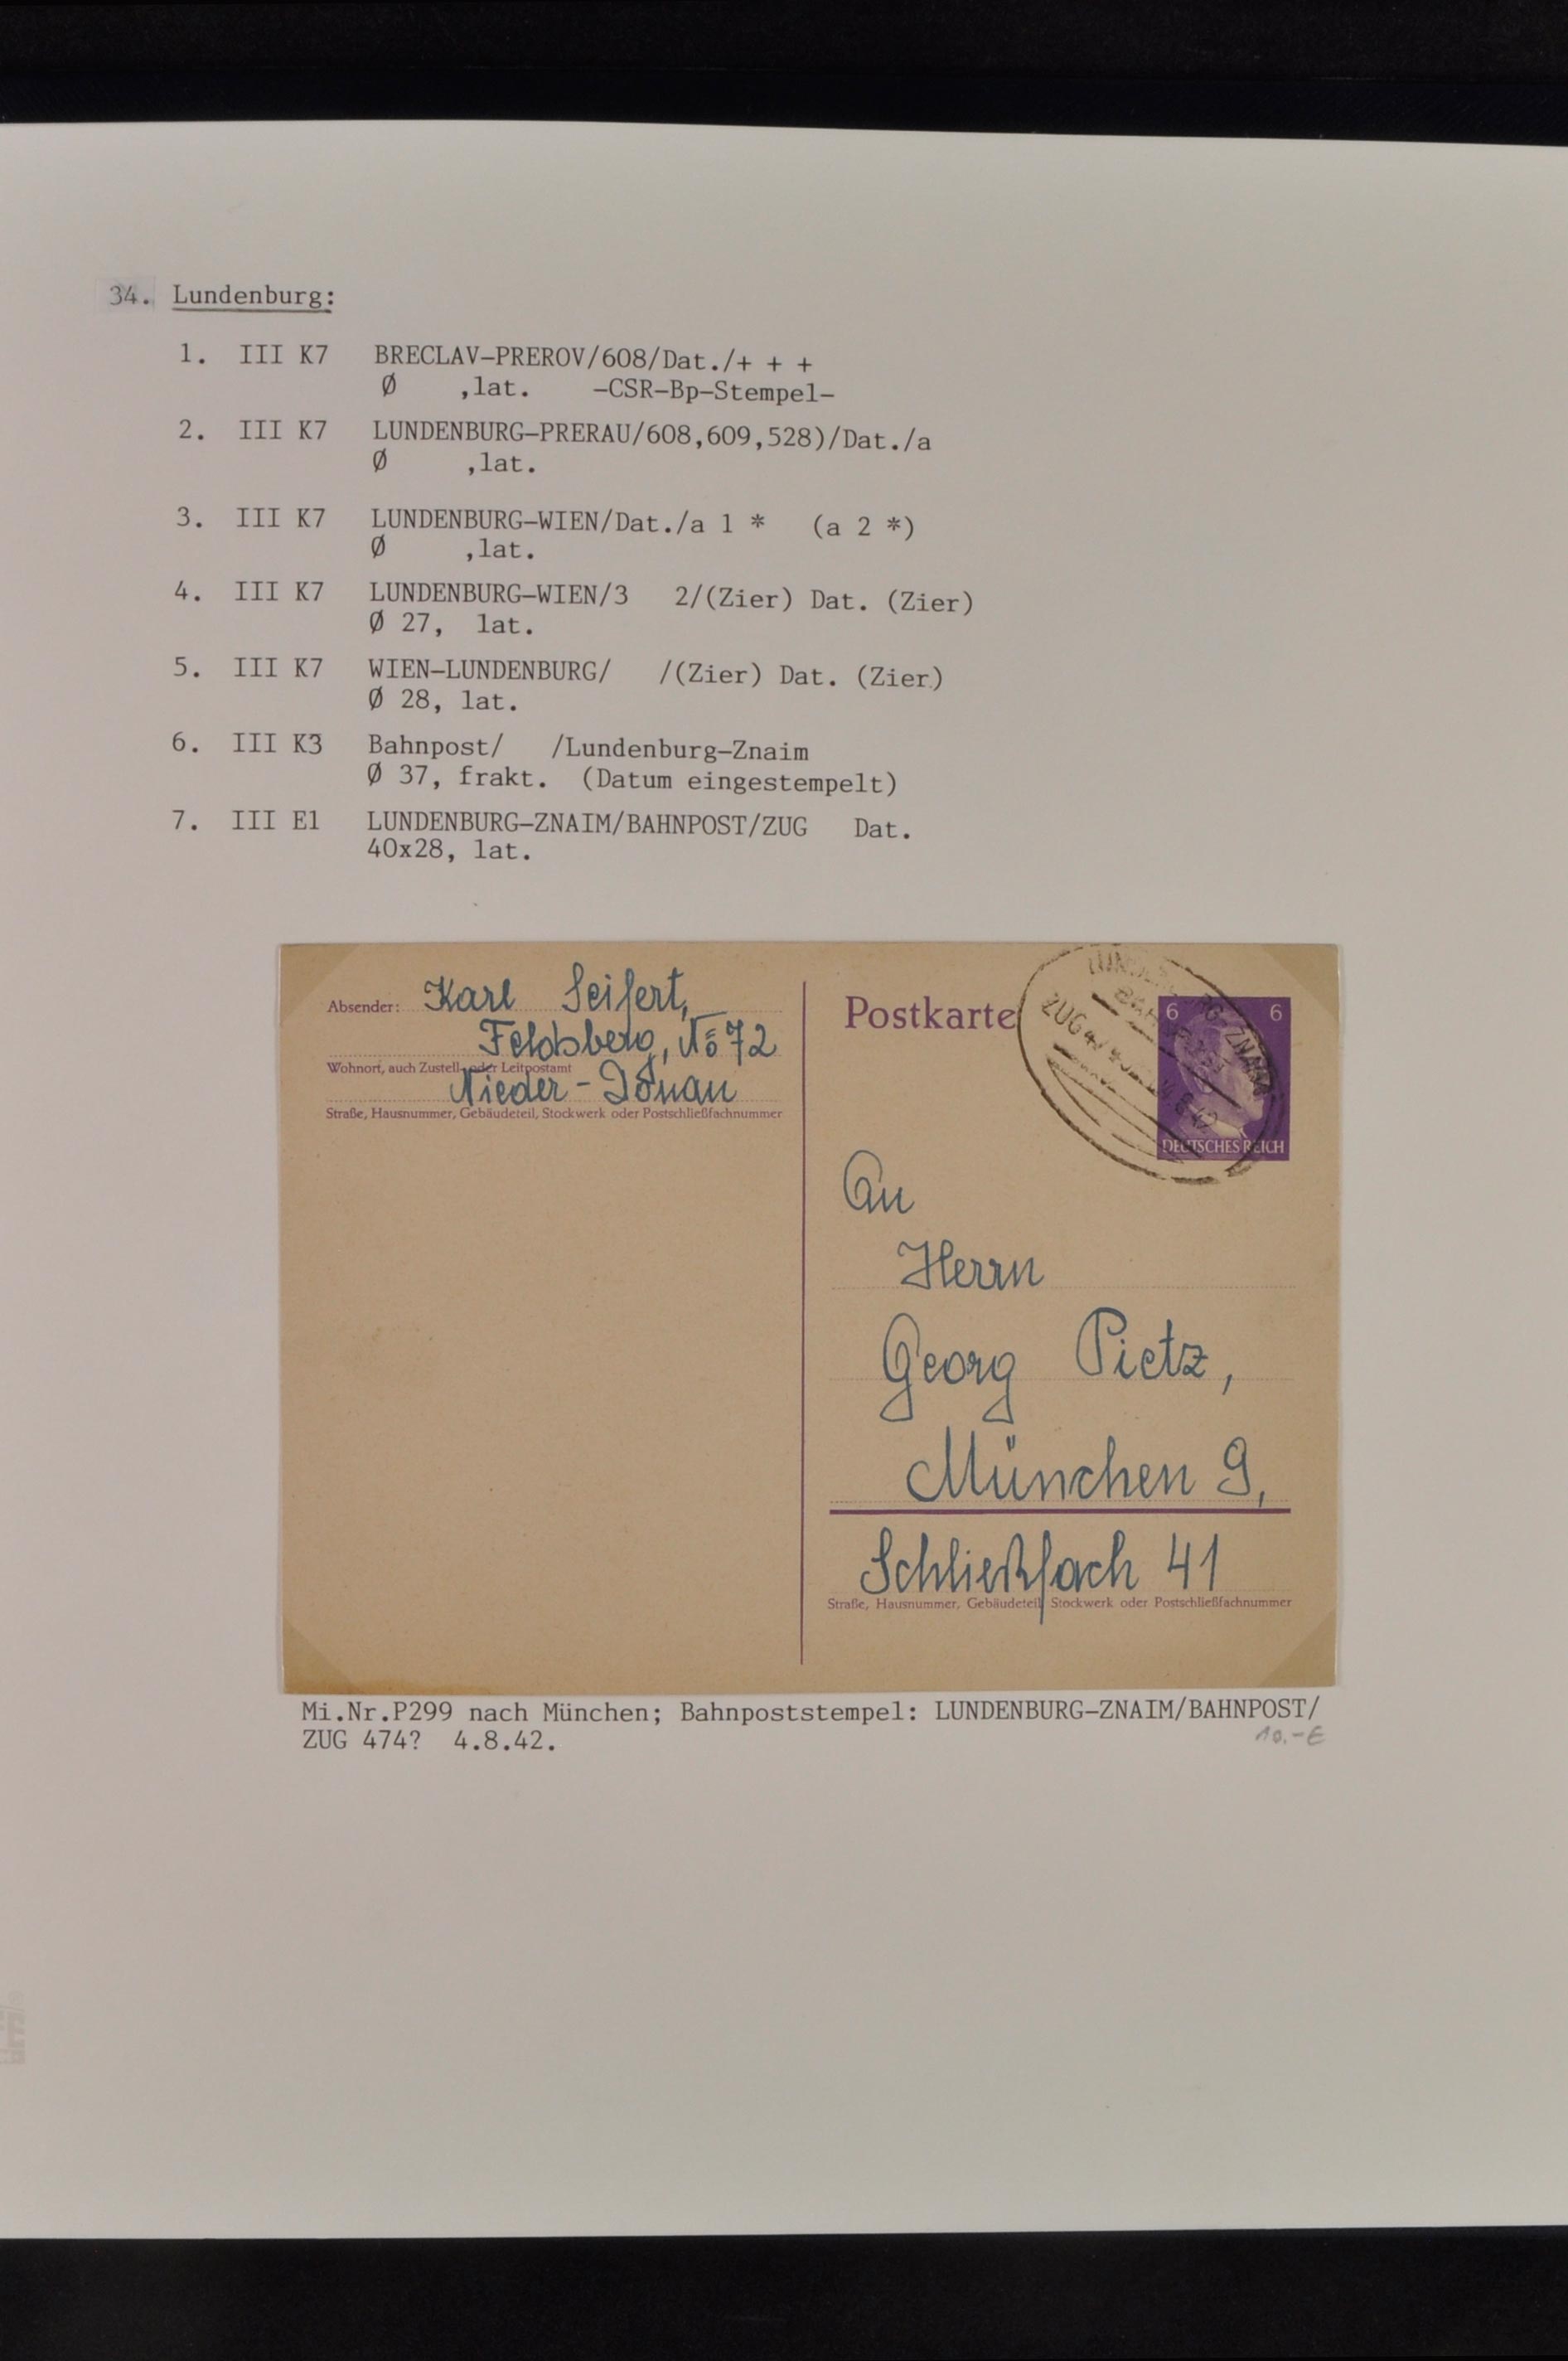 34. Lundenburg:
1. III K7 BRECLAV-PREROV/608/Dat./+ + +
Ø ,lat. -CSR-Bp-Stempel-
2. III K7 LUNDENBURG-PRERAU/608,609,528)/Dat./a
Ø ,lat.
3. III K7 LUNDENBURG-WIEN/Dat./a 1 * (a 2 *)
Ø ,lat.
4. III K7 LUNDENBURG-WIEN/3 2/(Zier) Dat. (Zier)
Ø 27, lat.
5. III K7 WIEN-LUNDENBURG/ /(Zier) Dat. (Zier)
Ø 28, lat.
6. III K3 Bahnpost/ /Lundenburg-Znaim
Ø 37, frakt. (Datum eingestempelt)
7. III E1 LUNDENBURG-ZNAIM/BAHNPOST/ZUG Dat.
40x28, lat.
Absender: Karl Seifert,
Feldsberg, No 72
Wohnort, auch Zustell- oder Leitpostamt
Nieder-Donau
Straße, Hausnummer, Gebäudeteil, Stockwerk oder Postschließfachnummer
Postkarte
6 6
DEUTSCHES REICH
ZUG
An
Herrn
Georg Pietz,
München 9,
Schließfach 41
Straße, Hausnummer, Gebäudeteil, Stockwerk oder Postschließfachnummer
Mi.Nr.P299 nach München; Bahnpoststempel: LUNDENBURG-ZNAIM/BAHNPOST/
ZUG 474? 4.8.42.
10.-€